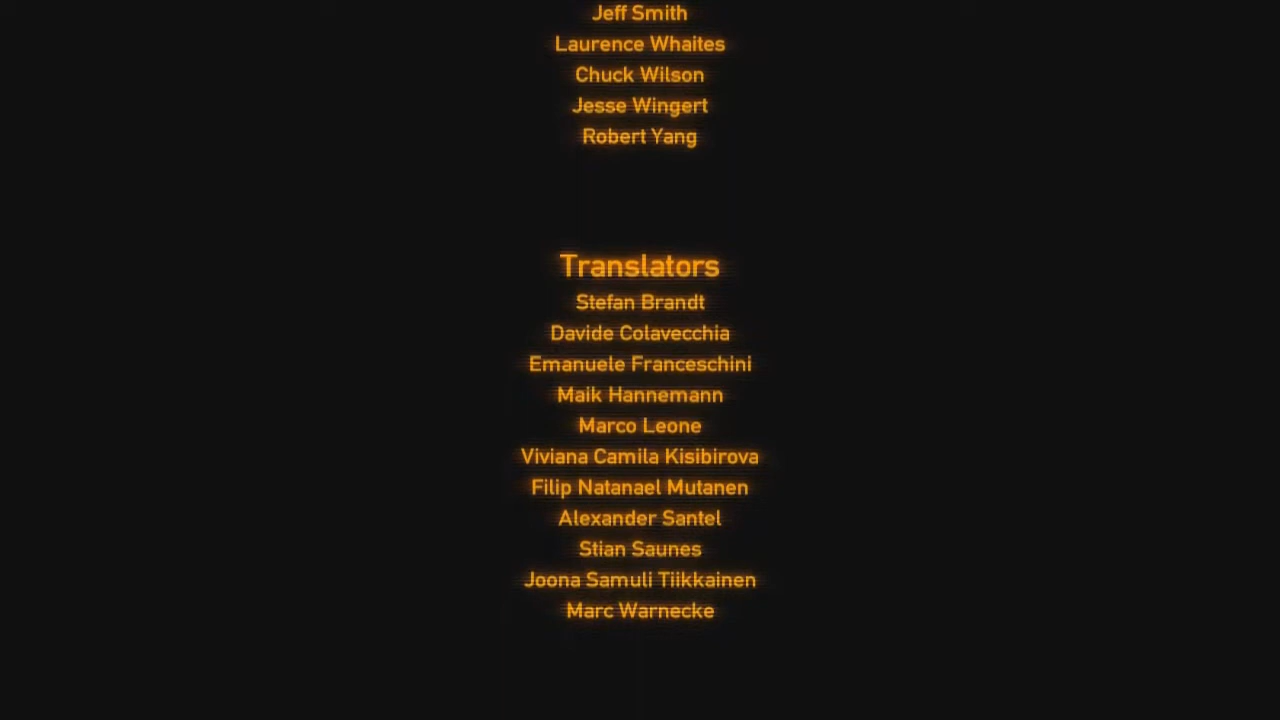 Jeff Smith
Laurence Whaites
Chuck Wilson
Jesse Wingert
Robert Yang
Translators
Stefan Brandt
Davide Colavecchia
Emanuele Franceschini
Maik Hannemann
Marco Leone
Viviana Camila Kisibirova
Filip Natanael Mutanen
Alexander Santel
Stian Saunes
Joona Samuli Tiikkainen
Marc Warnecke